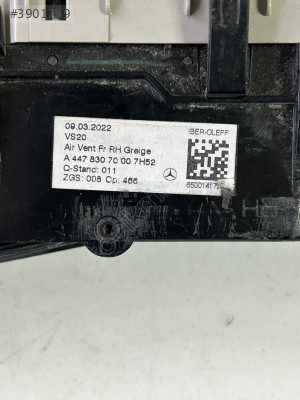 09.03.2022
VS20
Air Vent Fr RH Greige
A 447 830 70 00 7H52
Q-Stand: 011
ZGS: 008 Cp: 466
IBER-OLEFF